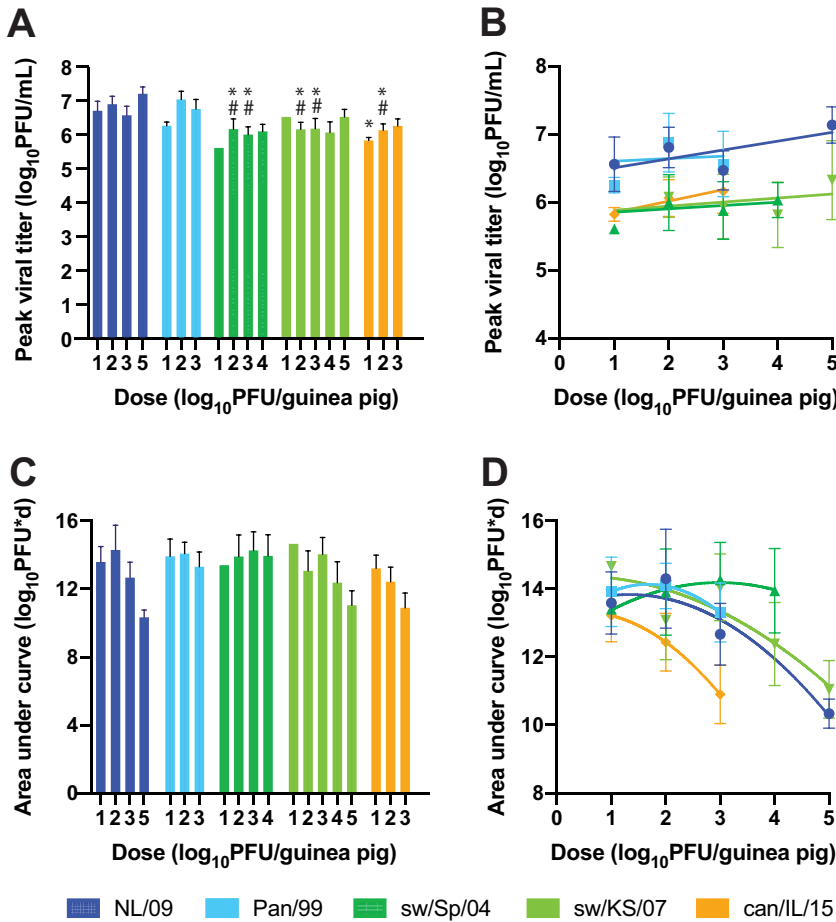 A
Peak viral titer (log10PFU/mL)
8
7
6
5
4
3
2
1
0
* # * # * # * # * * #
1 2 3 5 1 2 3 1 2 3 4 1 2 3 4 5 1 2 3
Dose (log10PFU/guinea pig)
B
Peak viral titer (log10PFU/mL)
8
7
6
5
4
0 1 2 3 4 5
Dose (log10PFU/guinea pig)
C
Area under curve (log10PFU*d)
16
12
8
4
0
1 2 3 5 1 2 3 1 2 3 4 1 2 3 4 5 1 2 3
Dose (log10PFU/guinea pig)
D
Area under curve (log10PFU*d)
16
14
12
10
8
0 1 2 3 4 5
Dose (log10PFU/guinea pig)
NL/09 Pan/99 sw/Sp/04 sw/KS/07 can/IL/15